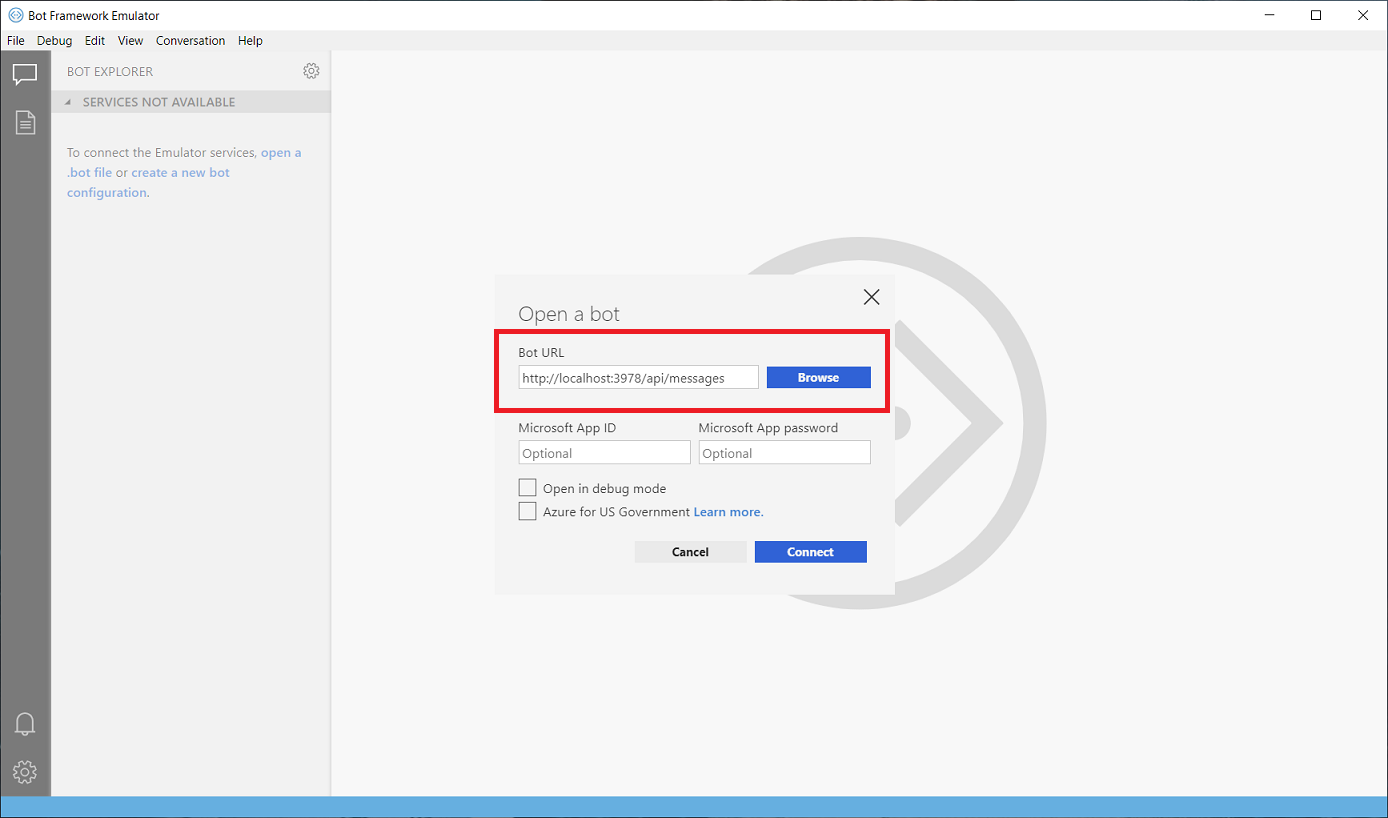 Bot Framework Emulator
File Debug Edit View Conversation Help
BOT EXPLORER
SERVICES NOT AVAILABLE
To connect the Emulator services, open a
.bot file or create a new bot
configuration.
Open a bot
Bot URL
http://localhost:3978/api/messages Browse
Microsoft App ID Microsoft App password
Optional Optional
Open in debug mode
Azure for US Government Learn more.
Cancel Connect